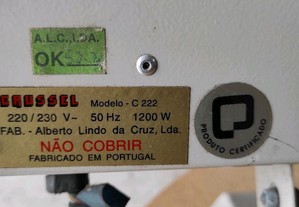 A.L.C., LDA.
OK
CRUSSEL Modelo - C 222
220 / 230 V~ 50 Hz 1200 W
FAB. - Alberto Lindo da Cruz, Lda.
NÃO COBRIR
FABRICADO EM PORTUGAL
PRODUTO CERTIFICADO